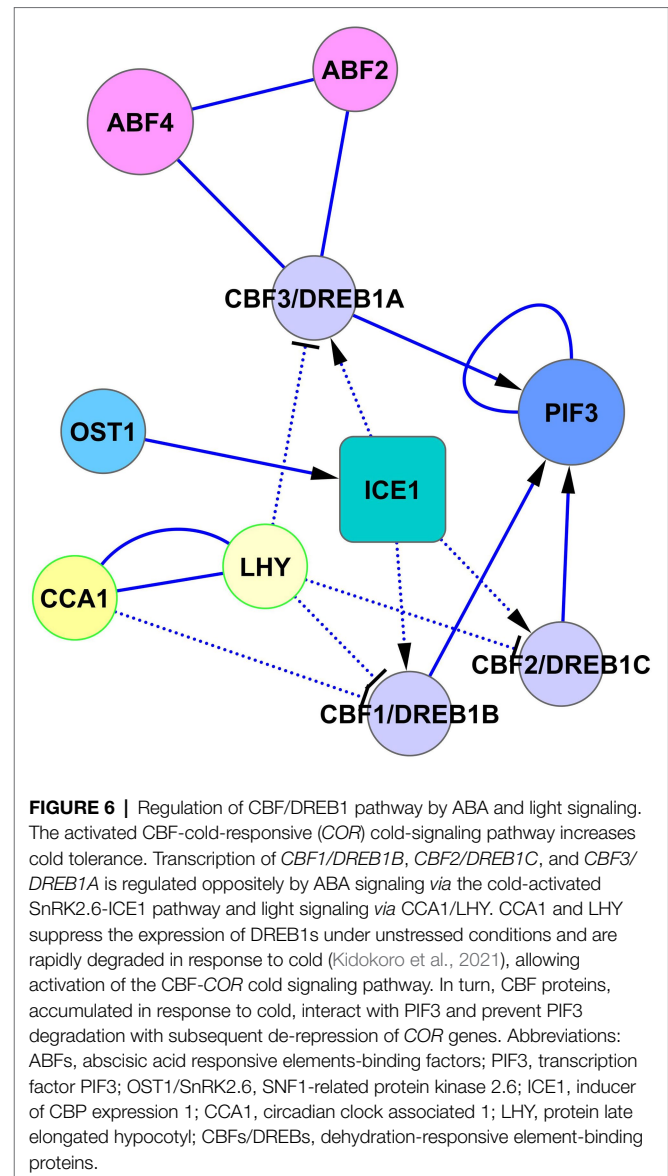 ABF2
ABF4
CBF3/DREB1A
PIF3
OST1
ICE1
LHY
CCA1
CBF2/DREB1C
CBF1/DREB1B
FIGURE 6 | Regulation of CBF/DREB1 pathway by ABA and light signaling.
The activated CBF-cold-responsive (COR) cold-signaling pathway increases
cold tolerance. Transcription of CBF1/DREB1B, CBF2/DREB1C, and CBF3/
DREB1A is regulated oppositely by ABA signaling via the cold-activated
SnRK2.6-ICE1 pathway and light signaling via CCA1/LHY. CCA1 and LHY
suppress the expression of DREB1s under unstressed conditions and are
rapidly degraded in response to cold (Kidokoro et al., 2021), allowing
activation of the CBF-COR cold signaling pathway. In turn, CBF proteins,
accumulated in response to cold, interact with PIF3 and prevent PIF3
degradation with subsequent de-repression of COR genes. Abbreviations:
ABFs, abscisic acid responsive elements-binding factors; PIF3, transcription
factor PIF3; OST1/SnRK2.6, SNF1-related protein kinase 2.6; ICE1, inducer
of CBP expression 1; CCA1, circadian clock associated 1; LHY, protein late
elongated hypocotyl; CBFs/DREBs, dehydration-responsive element-binding
proteins.